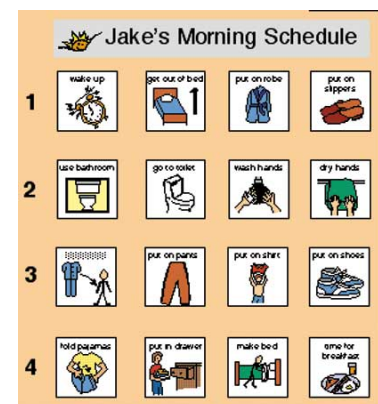 Jake's Morning Schedule
1
wake up
get out of bed
put on robe
put on
slippers
2
use bathroom
go to toilet
wash hands
dry hands
3
put on pants
put on shirt
put on shoes
4
fold pajamas
put in drawer
make bed
time for
breakfast